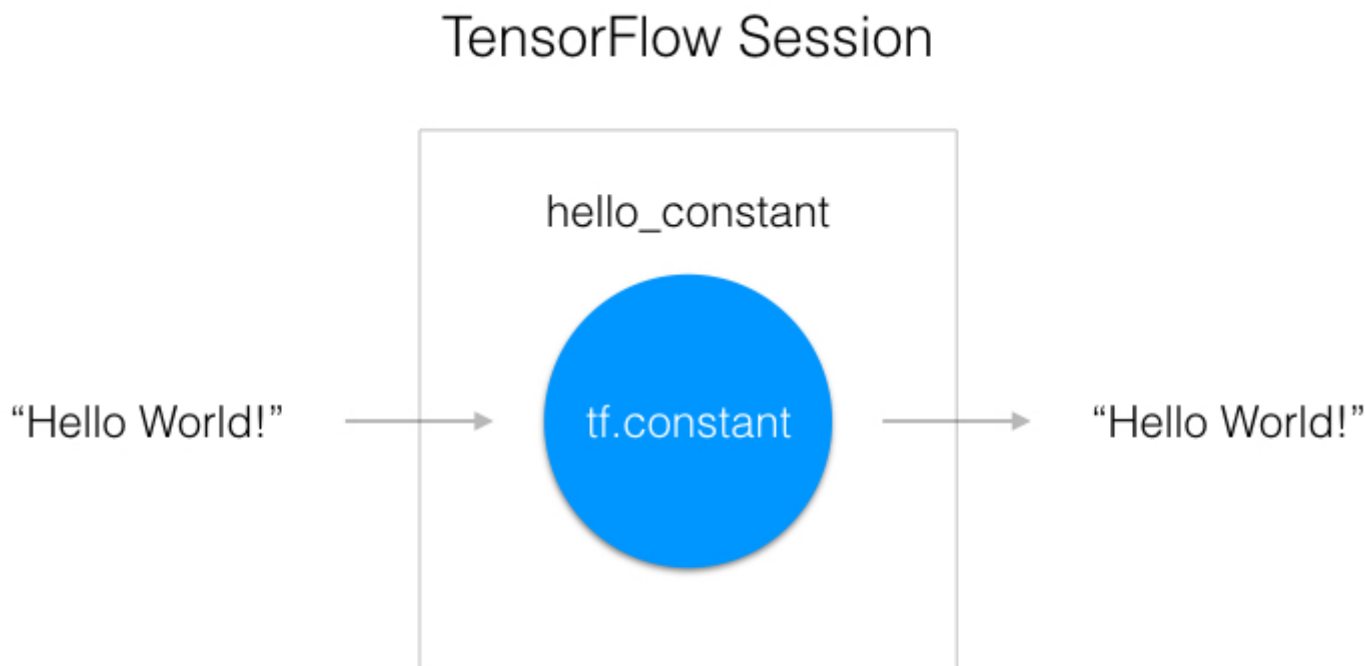 TensorFlow Session
hello_constant
“Hello World!”
tf.constant
“Hello World!”